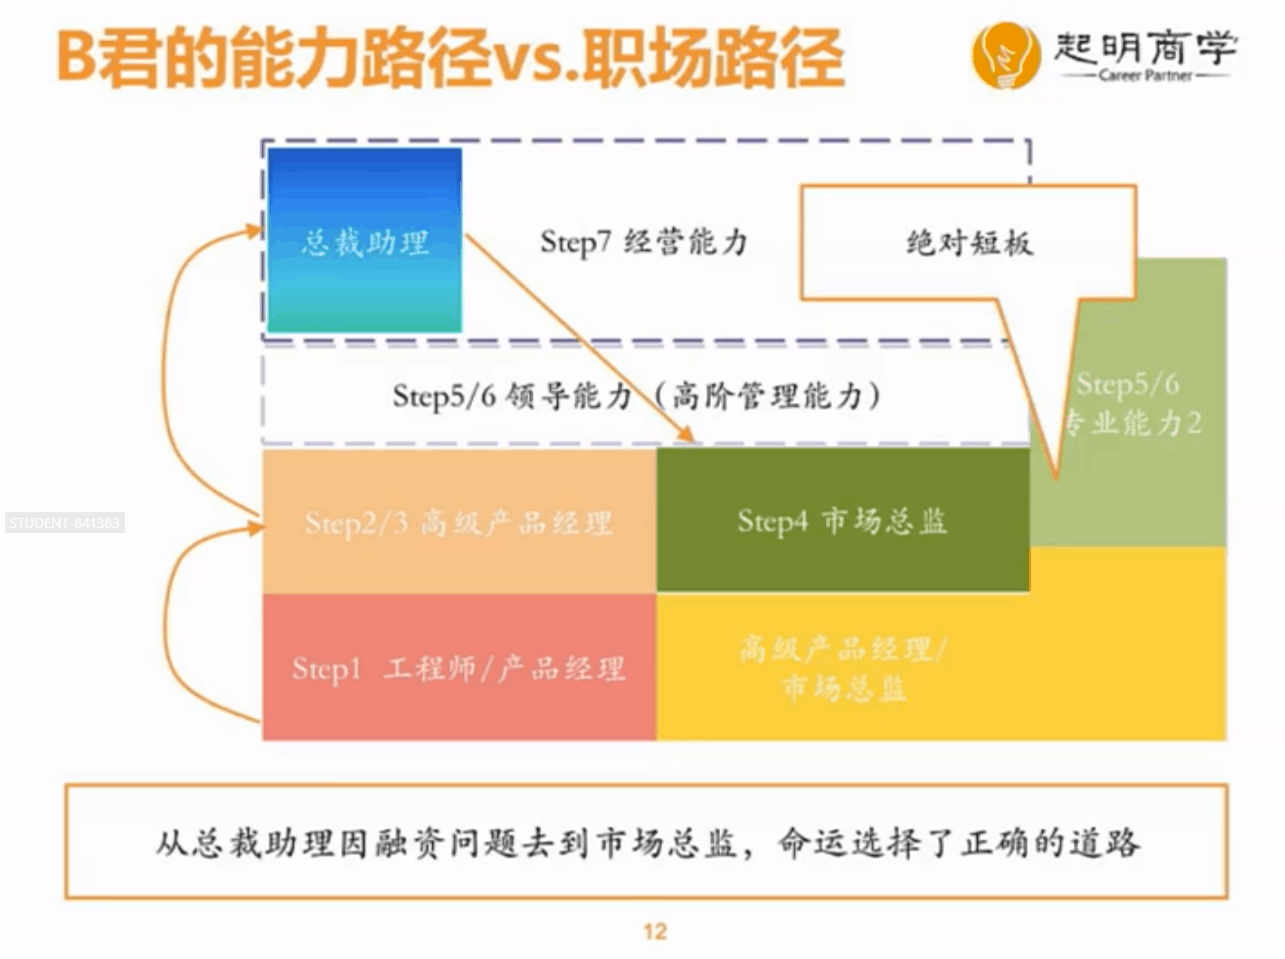 B君的能力路径vs.职场路径
起明商学
Career Partner
总裁助理
Step7 经营能力
绝对短板
Step5/6 领导能力（高阶管理能力）
Step5/6
专业能力2
STUDENT-841383
Step2/3 高级产品经理
Step4 市场总监
Step1 工程师/产品经理
高级产品经理/
市场总监
从总裁助理因融资问题去到市场总监，命运选择了正确的道路
12